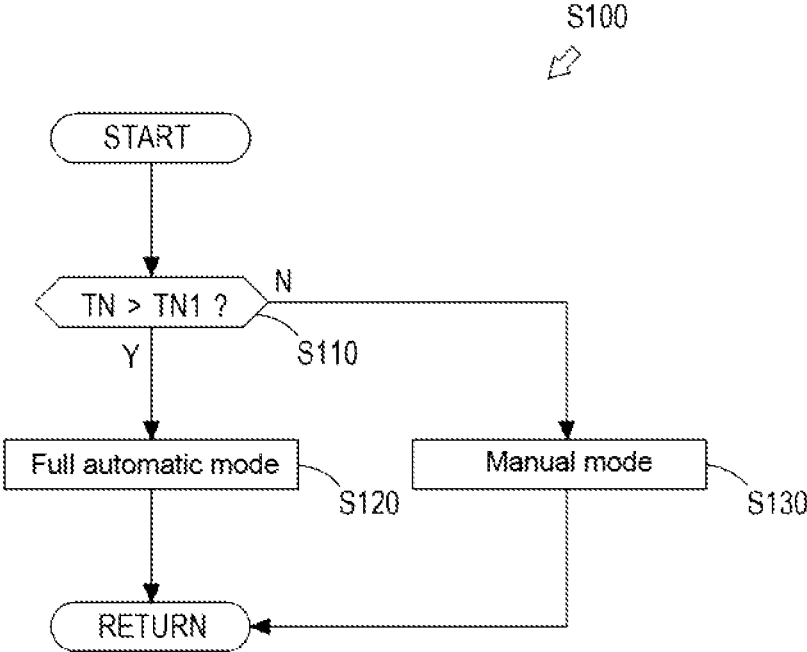 S100
START
TN > TN1 ?
N
S110
Y
Full automatic mode
Manual mode
S120
S130
RETURN